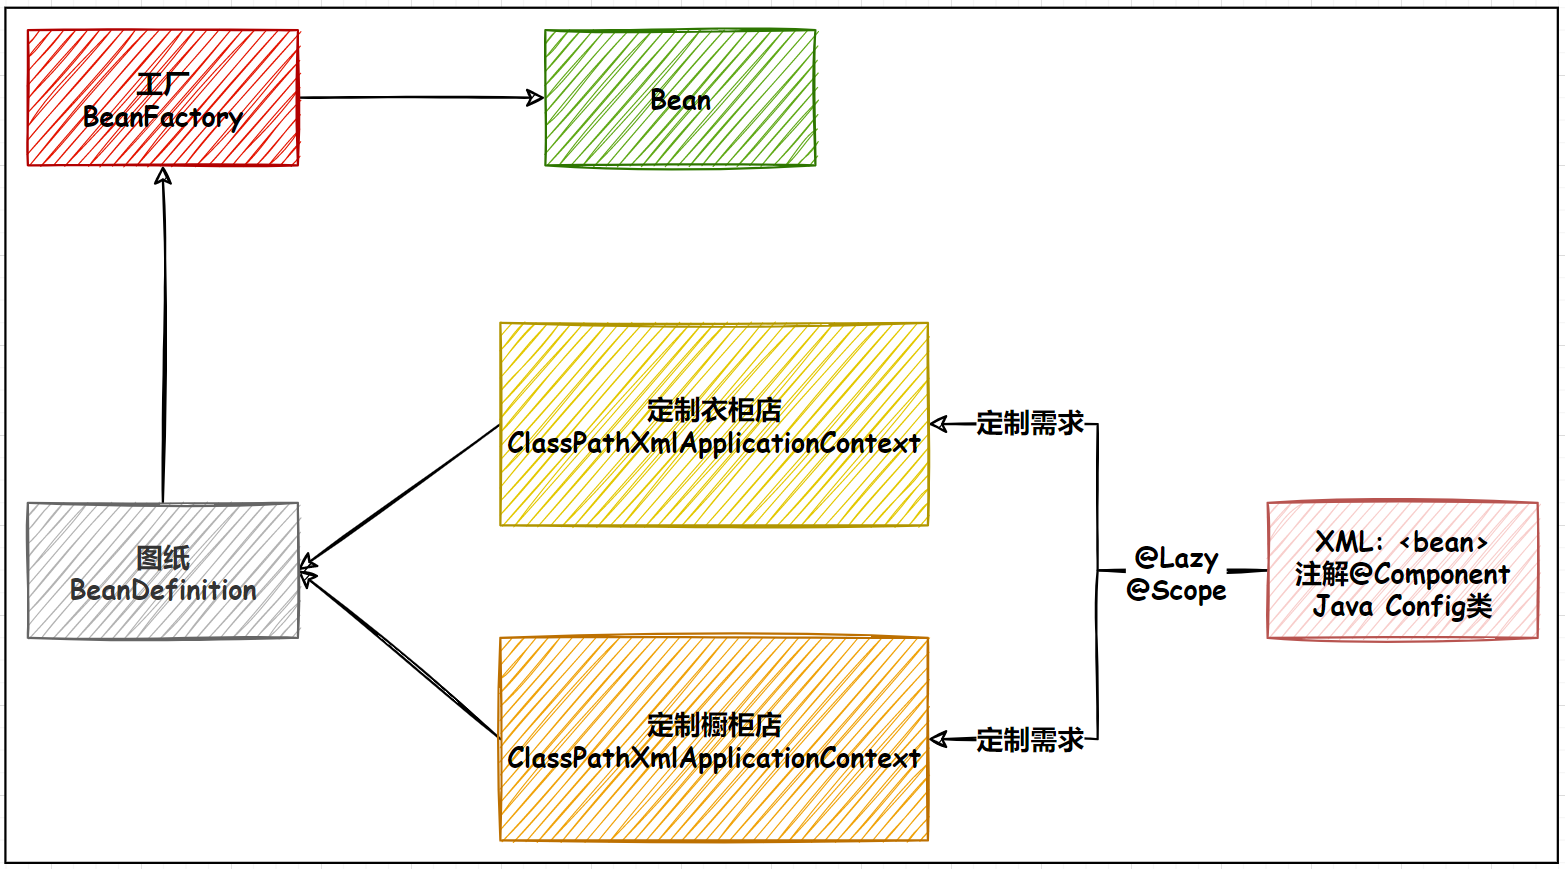 工厂
BeanFactory
Bean
定制衣柜店
ClassPathXmlApplicationContext
定制需求
图纸
BeanDefinition
@Lazy
@Scope
XML：<bean>
注解@Component
Java Config类
定制橱柜店
ClassPathXmlApplicationContext
定制需求